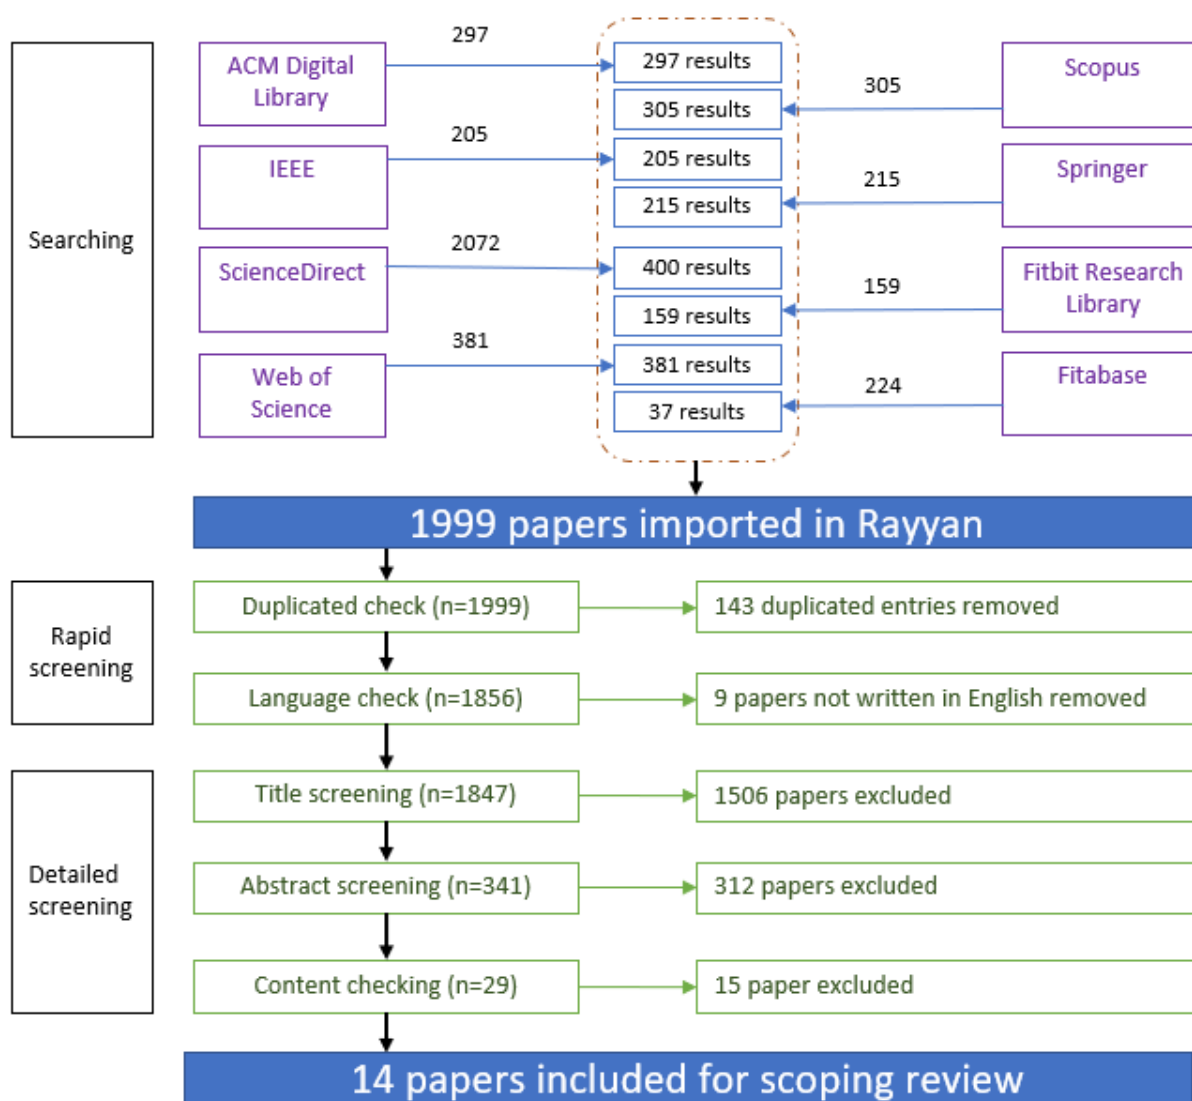 Searching
ACM Digital
Library
297
297 results
Scopus
305
305 results
IEEE
205
205 results
Springer
215
215 results
ScienceDirect
2072
400 results
Fitbit Research
Library
159
159 results
Web of
Science
381
381 results
Fitabase
224
37 results
1999 papers imported in Rayyan
Rapid
screening
Duplicated check (n=1999)
143 duplicated entries removed
Language check (n=1856)
9 papers not written in English removed
Detailed
screening
Title screening (n=1847)
1506 papers excluded
Abstract screening (n=341)
312 papers excluded
Content checking (n=29)
15 paper excluded
14 papers included for scoping review